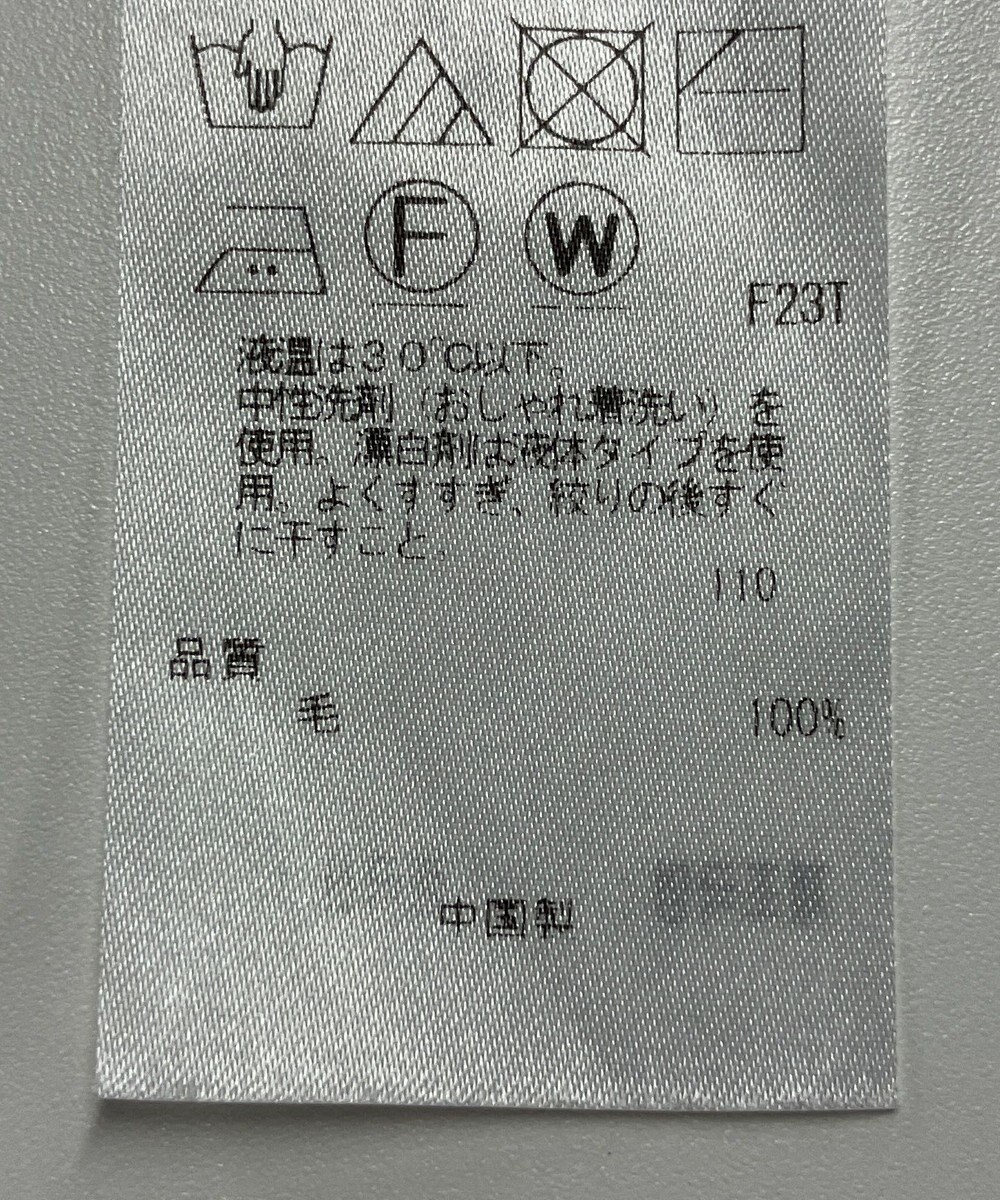 F
W
F23T
液温は30℃以下。
中性洗剤（おしゃれ着洗い）を
使用。漂白剤は液体タイプを使
用。よくすすぎ、絞りの後すぐ
に干すこと。
110
品質
毛 100%
中国製